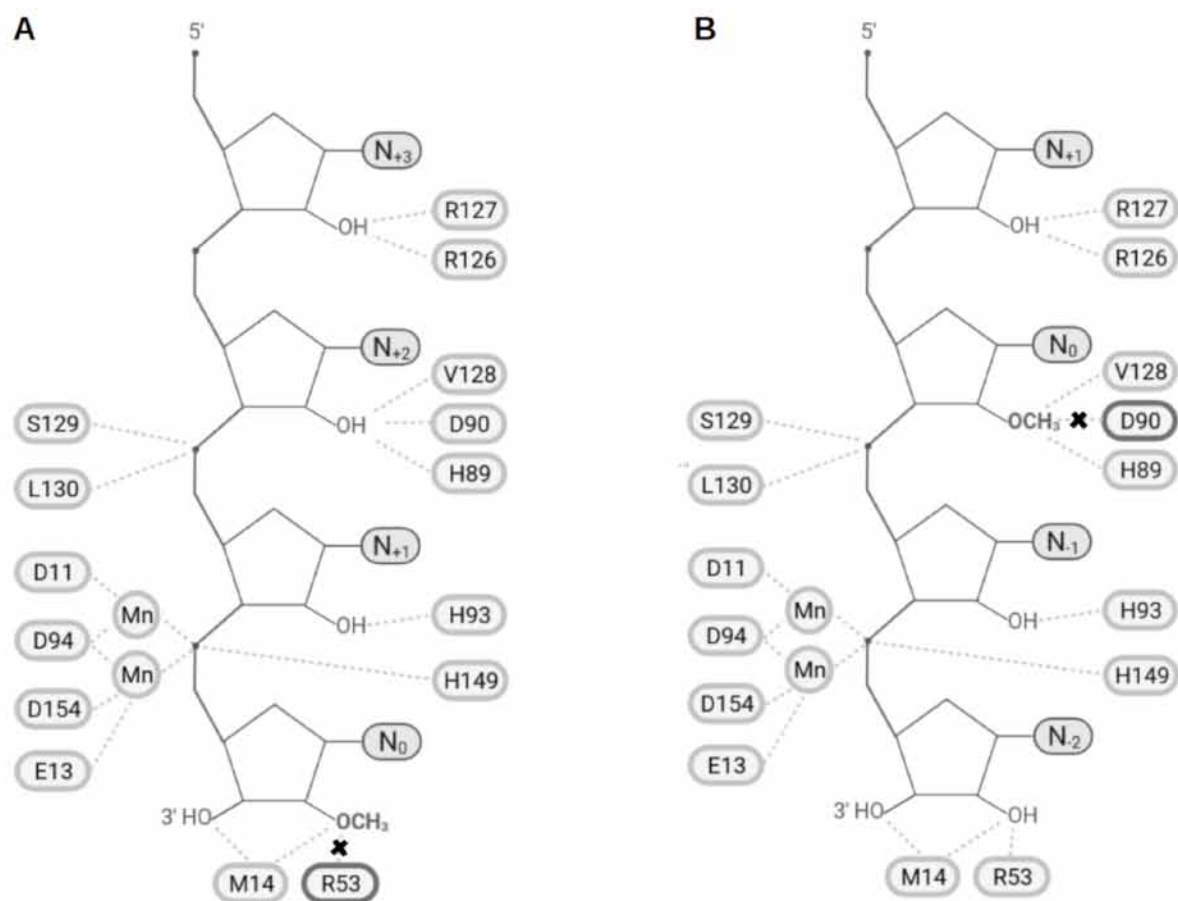 A
5'
N+3
OH
R127
R126
N+2
OH
V128
D90
H89
S129
L130
N+1
D11
Mn
OH
H93
D94
Mn
H149
D154
N0
E13
3' HO
OCH3
M14
R53
B
5'
N+1
OH
R127
R126
N0
OCH3
V128
D90
H89
S129
L130
N-1
D11
Mn
OH
H93
D94
Mn
H149
D154
N-2
E13
3' HO
OH
M14
R53